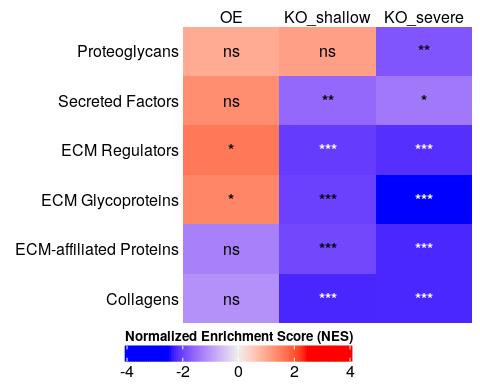 OE KO_shallow KO_severe
Proteoglycans ns ns **
Secreted Factors ns ** *
ECM Regulators * *** ***
ECM Glycoproteins * *** ***
ECM-affiliated Proteins ns *** ***
Collagens ns *** ***
Normalized Enrichment Score (NES)
-4 -2 0 2 4